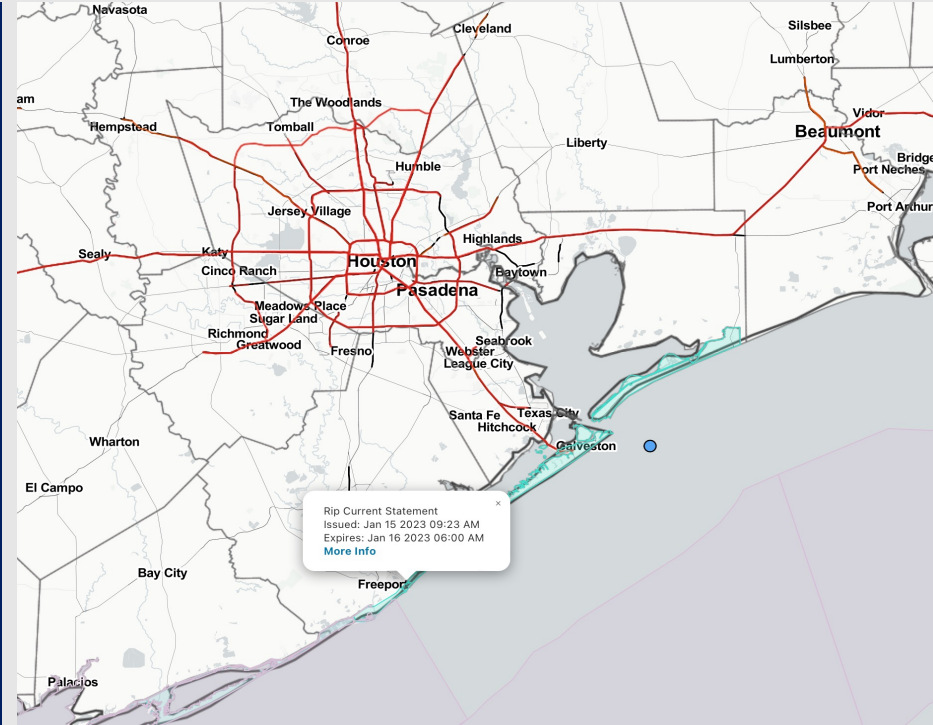 Navasota
Cleveland
Silsbee
Conroe
Lumberton
am
The Woodlands
Vidor
Hempstead
Tomball
Beaumont
Liberty
Bridge
Humble
Port Neches
Port Arthur
Jersey Village
Highlands
Sealy
Katy
Houston
Cinco Ranch
Baytown
Pasadena
Meadows Place
Sugar Land
Richmond
Seabrook
Greatwood
Fresno
Webster
League City
Santa Fe
Texas City
Hitchcock
Wharton
Galveston
El Campo
×
Rip Current Statement
Issued: Jan 15 2023 09:23 AM
Expires: Jan 16 2023 06:00 AM
More Info
Bay City
Freeport
Palacios